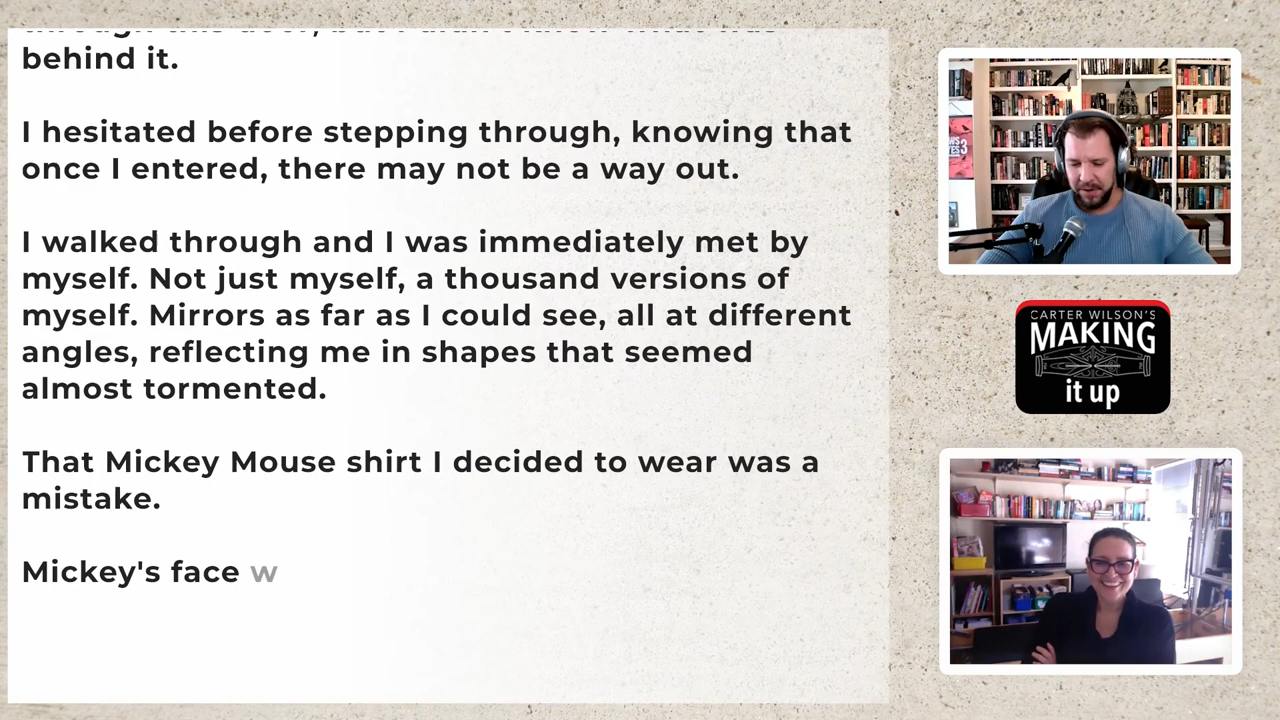 behind it.
I hesitated before stepping through, knowing that
once I entered, there may not be a way out.
I walked through and I was immediately met by
myself. Not just myself, a thousand versions of
myself. Mirrors as far as I could see, all at different
angles, reflecting me in shapes that seemed
almost tormented.
That Mickey Mouse shirt I decided to wear was a
mistake.
Mickey's face w
CARTER WILSON'S
MAKING
it up